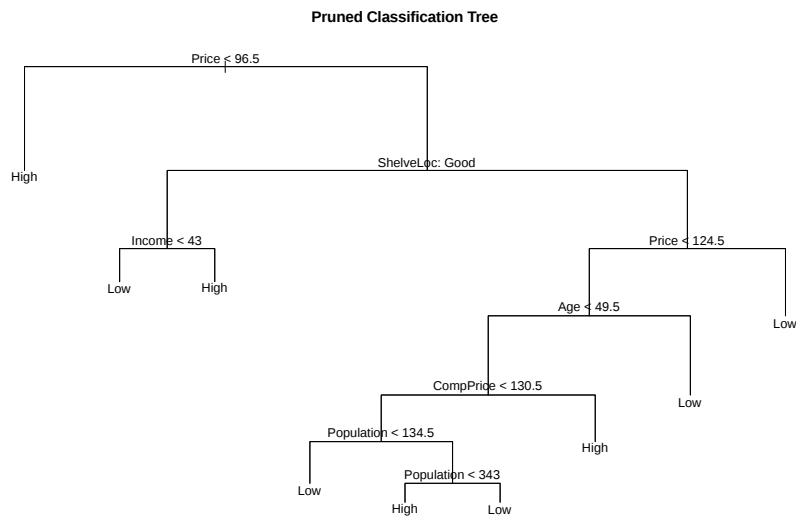 Pruned Classification Tree
Price < 96.5
ShelveLoc: Good
High
Income < 43
Price < 124.5
Low
High
Age < 49.5
Low
CompPrice < 130.5
Low
Population < 134.5
High
Population < 343
Low
High
Low